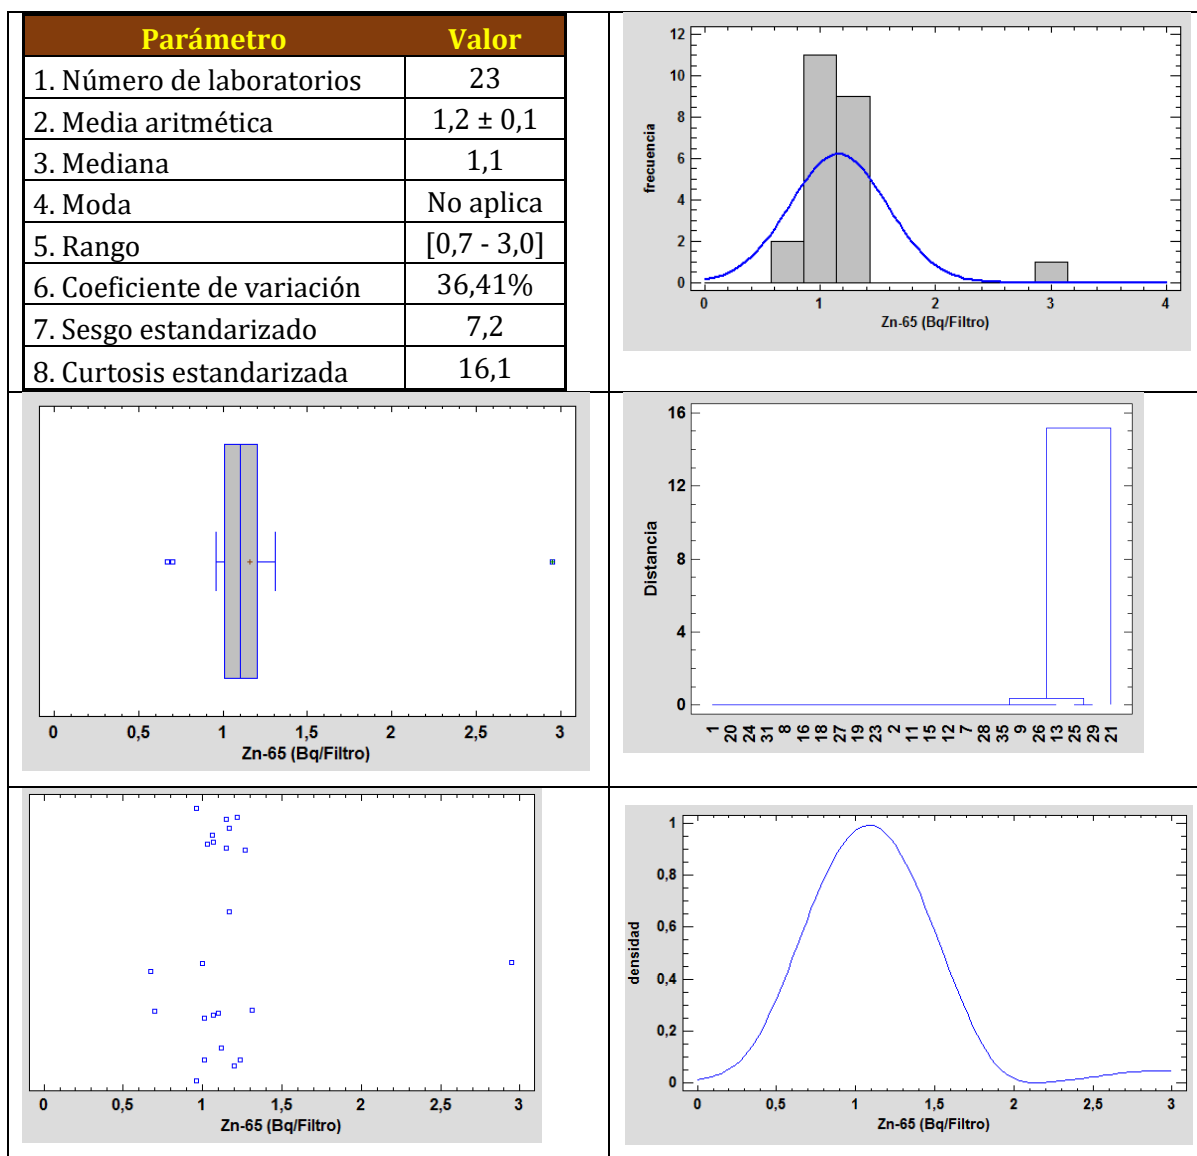 Parámetro Valor
1. Número de laboratorios 23
2. Media aritmética 1,2 ± 0,1
3. Mediana 1,1
4. Moda No aplica
5. Rango [0,7 - 3,0]
6. Coeficiente de variación 36,41%
7. Sesgo estandarizado 7,2
8. Curtosis estandarizada 16,1
12
10
8
6
4
2
0
frecuencia
0 1 2 3 4
Zn-65 (Bq/Filtro)
0 0,5 1 1,5 2 2,5 3
Zn-65 (Bq/Filtro)
16
12
8
4
0
Distancia
1 20 24 31 8 16 18 27 19 23 2 11 15 12 7 28 35 9 26 13 25 29 21
0 0,5 1 1,5 2 2,5 3
Zn-65 (Bq/Filtro)
1
0,8
0,6
0,4
0,2
0
densidad
0 0,5 1 1,5 2 2,5 3
Zn-65 (Bq/Filtro)